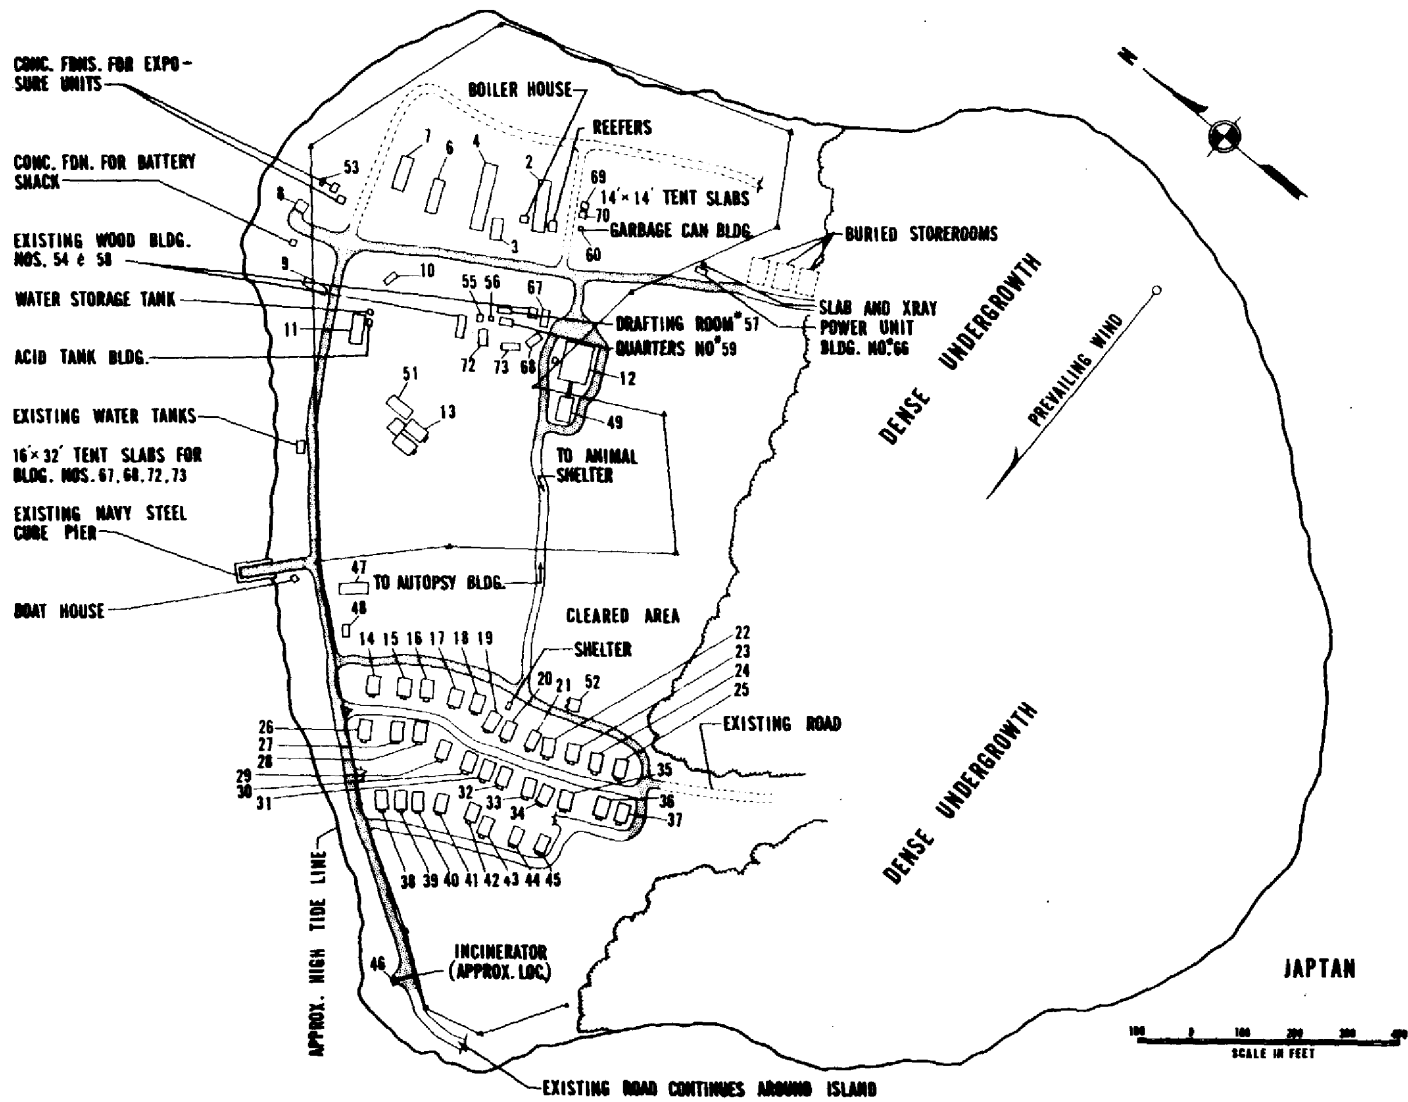 N
CONC. FDNS. FOR EXPO-
SURE UNITS
BOILER HOUSE
REEFERS
CONC. FDN. FOR BATTERY
SHACK
53
7
6
4
2
69
14'×14' TENT SLABS
70
GARBAGE CAN BLDG.
60
8
3
EXISTING WOOD BLDG.
NOS. 54 & 58
BURIED STOREROOMS
9
10
WATER STORAGE TANK
55
56
67
SLAB AND XRAY
POWER UNIT
BLDG. NO.#66
11
DRAFTING ROOM #57
QUARTERS NO#59
ACID TANK BLDG.
72
73
68
12
51
13
49
EXISTING WATER TANKS
16'×32' TENT SLABS FOR
BLDG. NOS. 67, 68, 72, 73
TO ANIMAL
SHELTER
DENSE UNDERGROWTH
PREVAILING WIND
EXISTING NAVY STEEL
CUBE PIER
47
TO AUTOPSY BLDG.
BOAT HOUSE
48
CLEARED AREA
SHELTER
14
15
16
17
18
19
20
21
52
22
23
24
25
EXISTING ROAD
26
27
28
29
30
31
32
33
34
35
36
37
38
39
40
41
42
43
44
45
DENSE UNDERGROWTH
APPROX. HIGH TIDE LINE
46
INCINERATOR
(APPROX. LOC.)
JAPTAN
100 0 100 200 300 400
SCALE IN FEET
EXISTING ROAD CONTINUES AROUND ISLAND